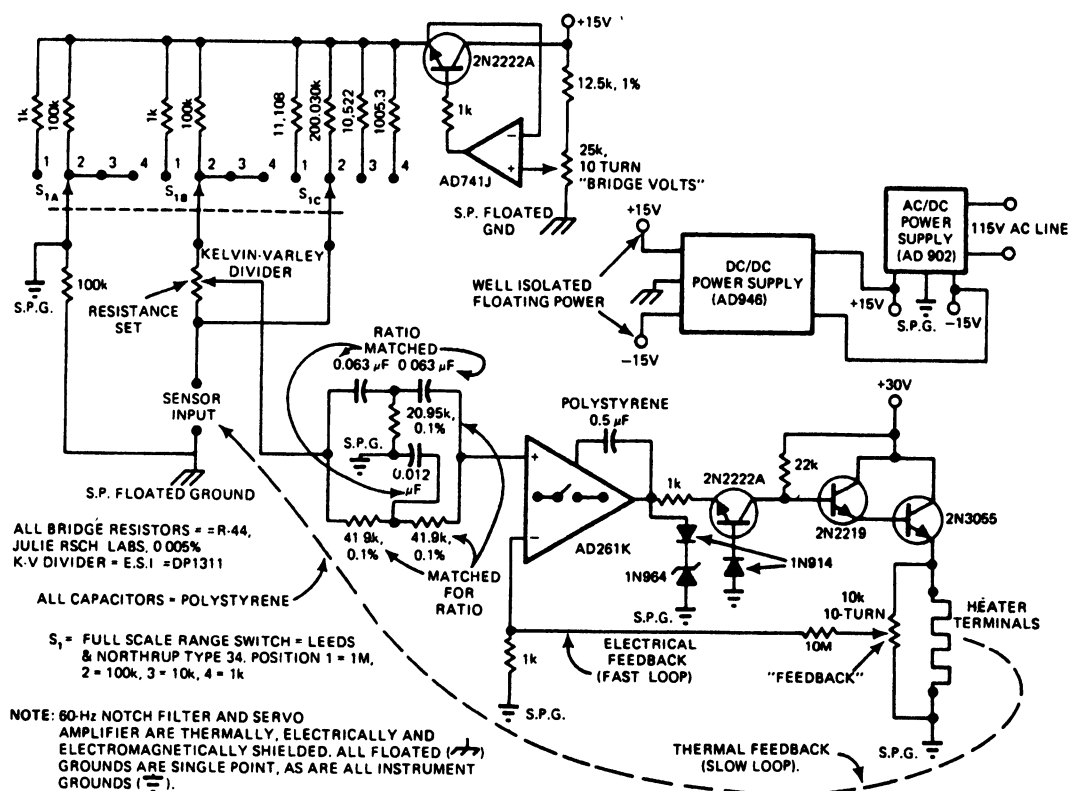 +15V
2N2222A
12.5k, 1%
1k
100k
1k
100k
11,108
200.030k
10,522
1005.3
1k
AD741J
−
+
25k,
10 TURN
"BRIDGE VOLTS"
1 2 3 4
1 2 3 4
1 2 3 4
S1A
S1B
S1C
S.P. FLOATED
GND
+15V
WELL ISOLATED
FLOATING POWER
−15V
DC/DC
POWER SUPPLY
(AD946)
AC/DC
POWER
SUPPLY
(AD 902)
115V AC LINE
+15V
S.P.G.
−15V
S.P.G.
100k
KELVIN-VARLEY
DIVIDER
RESISTANCE
SET
SENSOR
INPUT
S.P. FLOATED GROUND
RATIO
MATCHED
0.063 µF 0 063 µF
20.95k,
0.1%
S.P.G.
0.012
µF
41.9k,
0.1%
41.9k,
0.1%
MATCHED
FOR
RATIO
POLYSTYRENE
0.5 µF
+
−
AD261K
1k
2N2222A
22k
+30V
2N2219
2N3055
1N914
1N964
S.P.G.
10k
10-TURN
HEATER
TERMINALS
10M
"FEEDBACK"
ELECTRICAL
FEEDBACK
(FAST LOOP)
1k
S.P.G.
S.P.G.
THERMAL FEEDBACK
(SLOW LOOP).
ALL BRIDGE RESISTORS = =R-44,
JULIE RSCH LABS, 0 005%
K-V DIVIDER = E.S.I =DP1311
ALL CAPACITORS = POLYSTYRENE
S1 = FULL SCALE RANGE SWITCH = LEEDS
& NORTHRUP TYPE 34. POSITION 1 = 1M,
2 = 100k, 3 = 10k, 4 = 1k
NOTE: 60-Hz NOTCH FILTER AND SERVO
AMPLIFIER ARE THERMALLY, ELECTRICALLY AND
ELECTROMAGNETICALLY SHIELDED. ALL FLOATED ( )
GROUNDS ARE SINGLE POINT, AS ARE ALL INSTRUMENT
GROUNDS ( ).